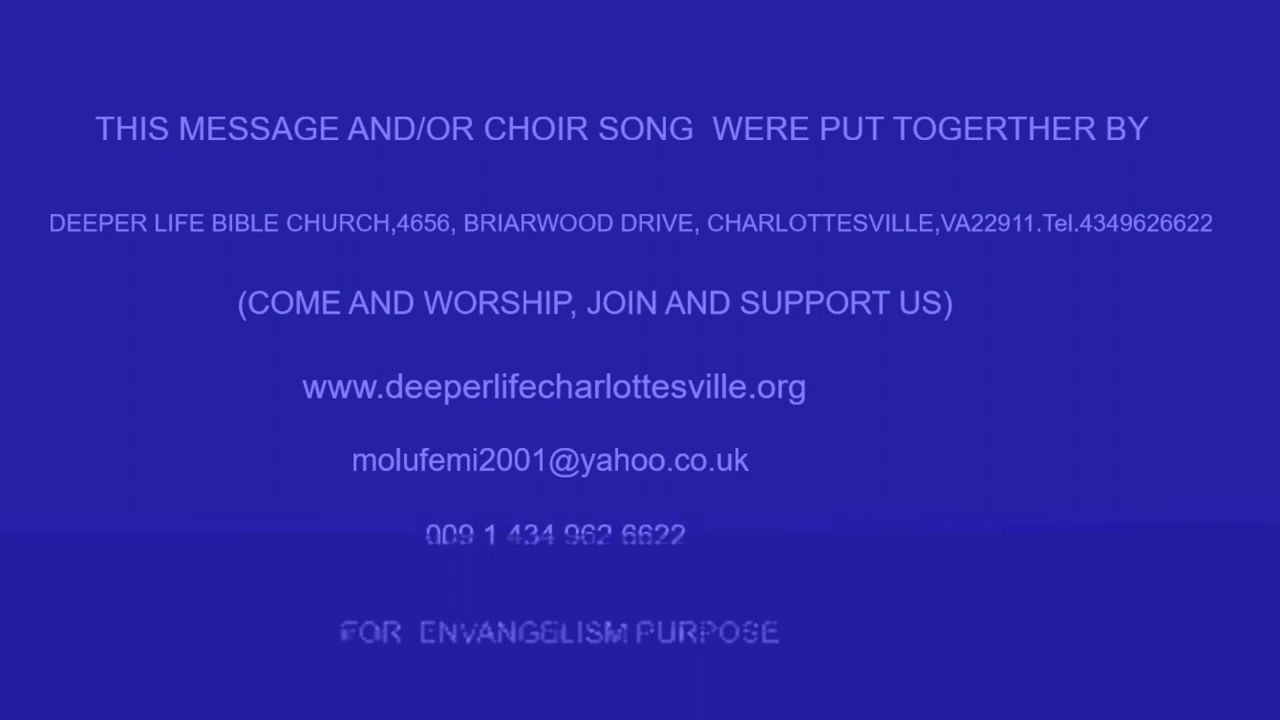 THIS MESSAGE AND/OR CHOIR SONG WERE PUT TOGERTHER BY
DEEPER LIFE BIBLE CHURCH,4656, BRIARWOOD DRIVE, CHARLOTTESVILLE,VA22911.Tel.4349626622
(COME AND WORSHIP, JOIN AND SUPPORT US)
www.deeperlifecharlottesville.org
molufemi2001@yahoo.co.uk
009 1 434 962 6622
FOR ENVANGELISM PURPOSE